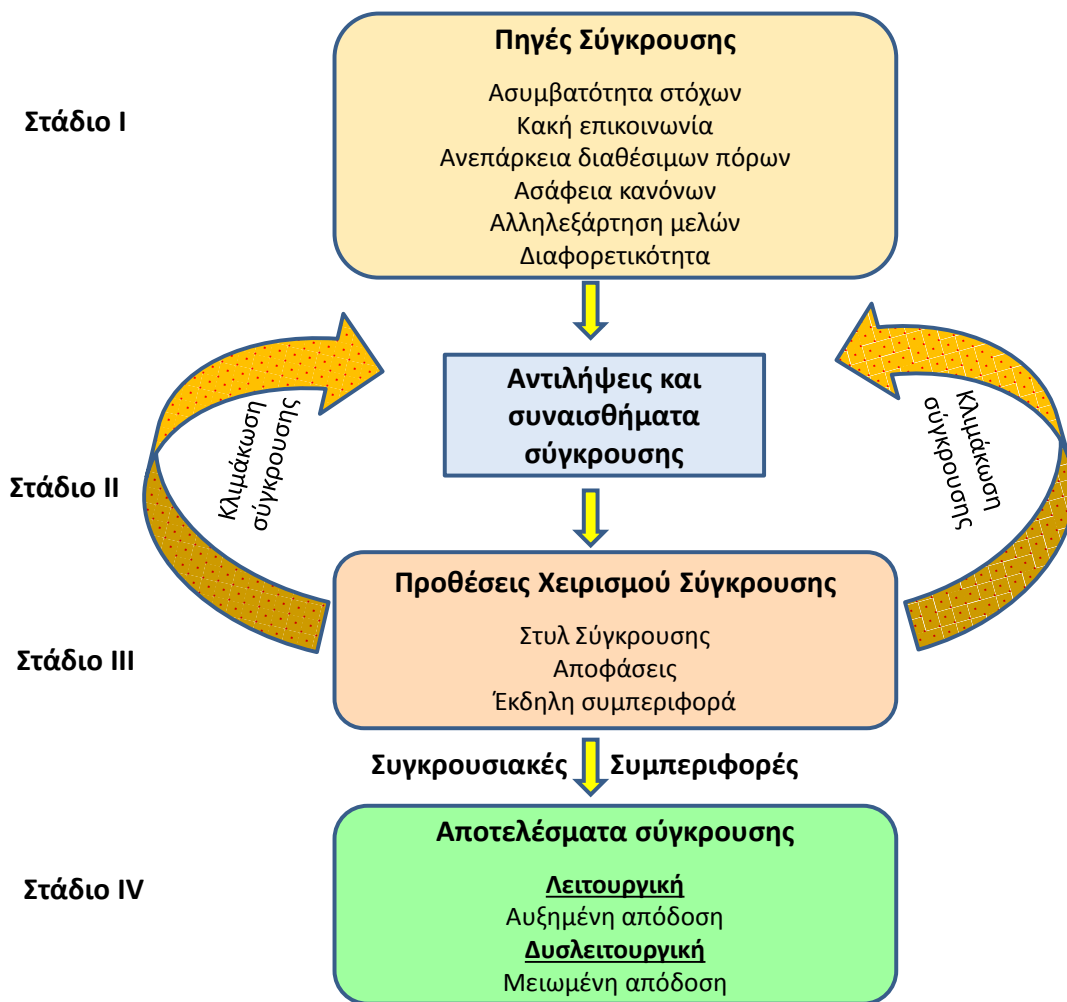 Πηγές Σύγκρουσης
Στάδιο I
Ασυμβατότητα στόχων
Κακή επικοινωνία
Ανεπάρκεια διαθέσιμων πόρων
Ασάφεια κανόνων
Αλληλεξάρτηση μελών
Διαφορετικότητα
Αντιλήψεις και
συναισθήματα
σύγκρουσης
Στάδιο II
Κλιμάκωση
σύγκρουσης
Κλιμάκωση
σύγκρουσης
Προθέσεις Χειρισμού Σύγκρουσης
Στάδιο III
Στυλ Σύγκρουσης
Αποφάσεις
Έκδηλη συμπεριφορά
Συγκρουσιακές Συμπεριφορές
Αποτελέσματα σύγκρουσης
Στάδιο IV
Λειτουργική
Αυξημένη απόδοση
Δυσλειτουργική
Μειωμένη απόδοση